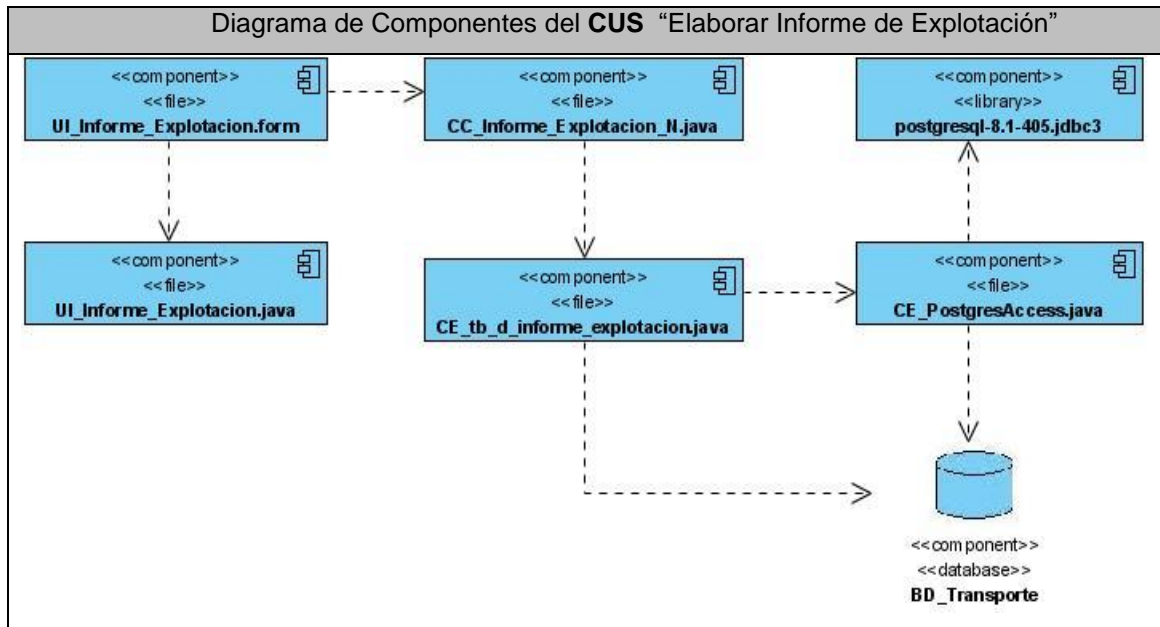 Diagrama de Componentes del CUS “Elaborar Informe de Explotación”
<<component>>
<<file>>
UI_Informe_Explotacion.form
<<component>>
<<file>>
CC_Informe_Explotacion_N.java
<<component>>
<<library>>
postgresql-8.1-405.jdbc3
<<component>>
<<file>>
UI_Informe_Explotacion.java
<<component>>
<<file>>
CE_tb_d_informe_explotacion.java
<<component>>
<<file>>
CE_PostgresAccess.java
<<component>>
<<database>>
BD_Transporte